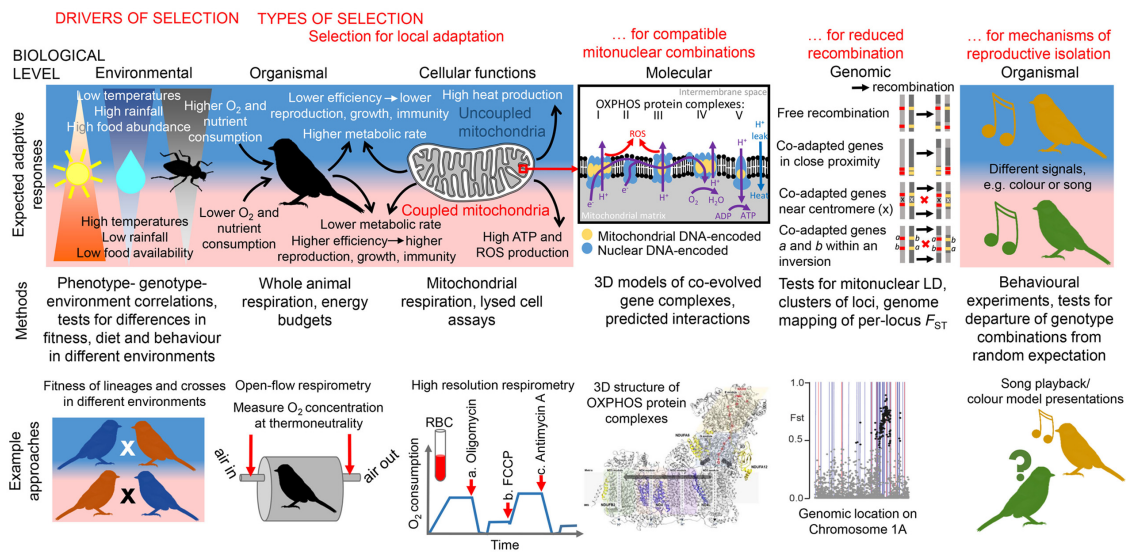 DRIVERS OF SELECTION
TYPES OF SELECTION
Selection for local adaptation
… for compatible
mitonuclear combinations
… for reduced
recombination
… for mechanisms of
reproductive isolation
BIOLOGICAL
LEVEL
Environmental
Organismal
Cellular functions
Molecular
Genomic
Organismal
Expected adaptive
responses
Low temperatures
High rainfall
High food abundance
High temperatures
Low rainfall
Low food availability
Higher O2 and
nutrient
consumption
Lower O2 and
nutrient
consumption
Lower efficiency→lower
reproduction, growth, immunity
Higher metabolic rate
Lower metabolic rate
Higher efficiency→higher
reproduction, growth, immunity
High heat production
Uncoupled
mitochondria
Coupled mitochondria
High ATP and
ROS production
Intermembrane space
OXPHOS protein complexes:
I II III IV V
ROS
H+
leak
H+ H+ H+ H+
e- e-
H+
O2 H2O
ADP ATP
Heat
Mitochondrial matrix
Mitochondrial DNA-encoded
Nuclear DNA-encoded
recombination
Free recombination
Co-adapted genes
in close proximity
Co-adapted genes
near centromere (x)
x x x x
Co-adapted genes
a and b within an
inversion
a b a b
b a b a
Different signals,
e.g. colour or song
Methods
Phenotype- genotype-
environment correlations,
tests for differences in
fitness, diet and behaviour
in different environments
Whole animal
respiration, energy
budgets
Mitochondrial
respiration, lysed cell
assays
3D models of co-evolved
gene complexes,
predicted interactions
Tests for mitonuclear LD,
clusters of loci, genome
mapping of per-locus FST
Behavioural
experiments, tests for
departure of genotype
combinations from
random expectation
Example
approaches
Fitness of lineages and crosses
in different environments
X
X
Open-flow respirometry
Measure O2 concentration
at thermoneutrality
air in
air out
High resolution respirometry
RBC
a. Oligomycin
b. FCCP
c. Antimycin A
O2 consumption
Time
3D structure of
OXPHOS protein
complexes
NDUFA12
1.0
Fst
0.5
0.0
Genomic location on
Chromosome 1A
Song playback/
colour model presentations
?